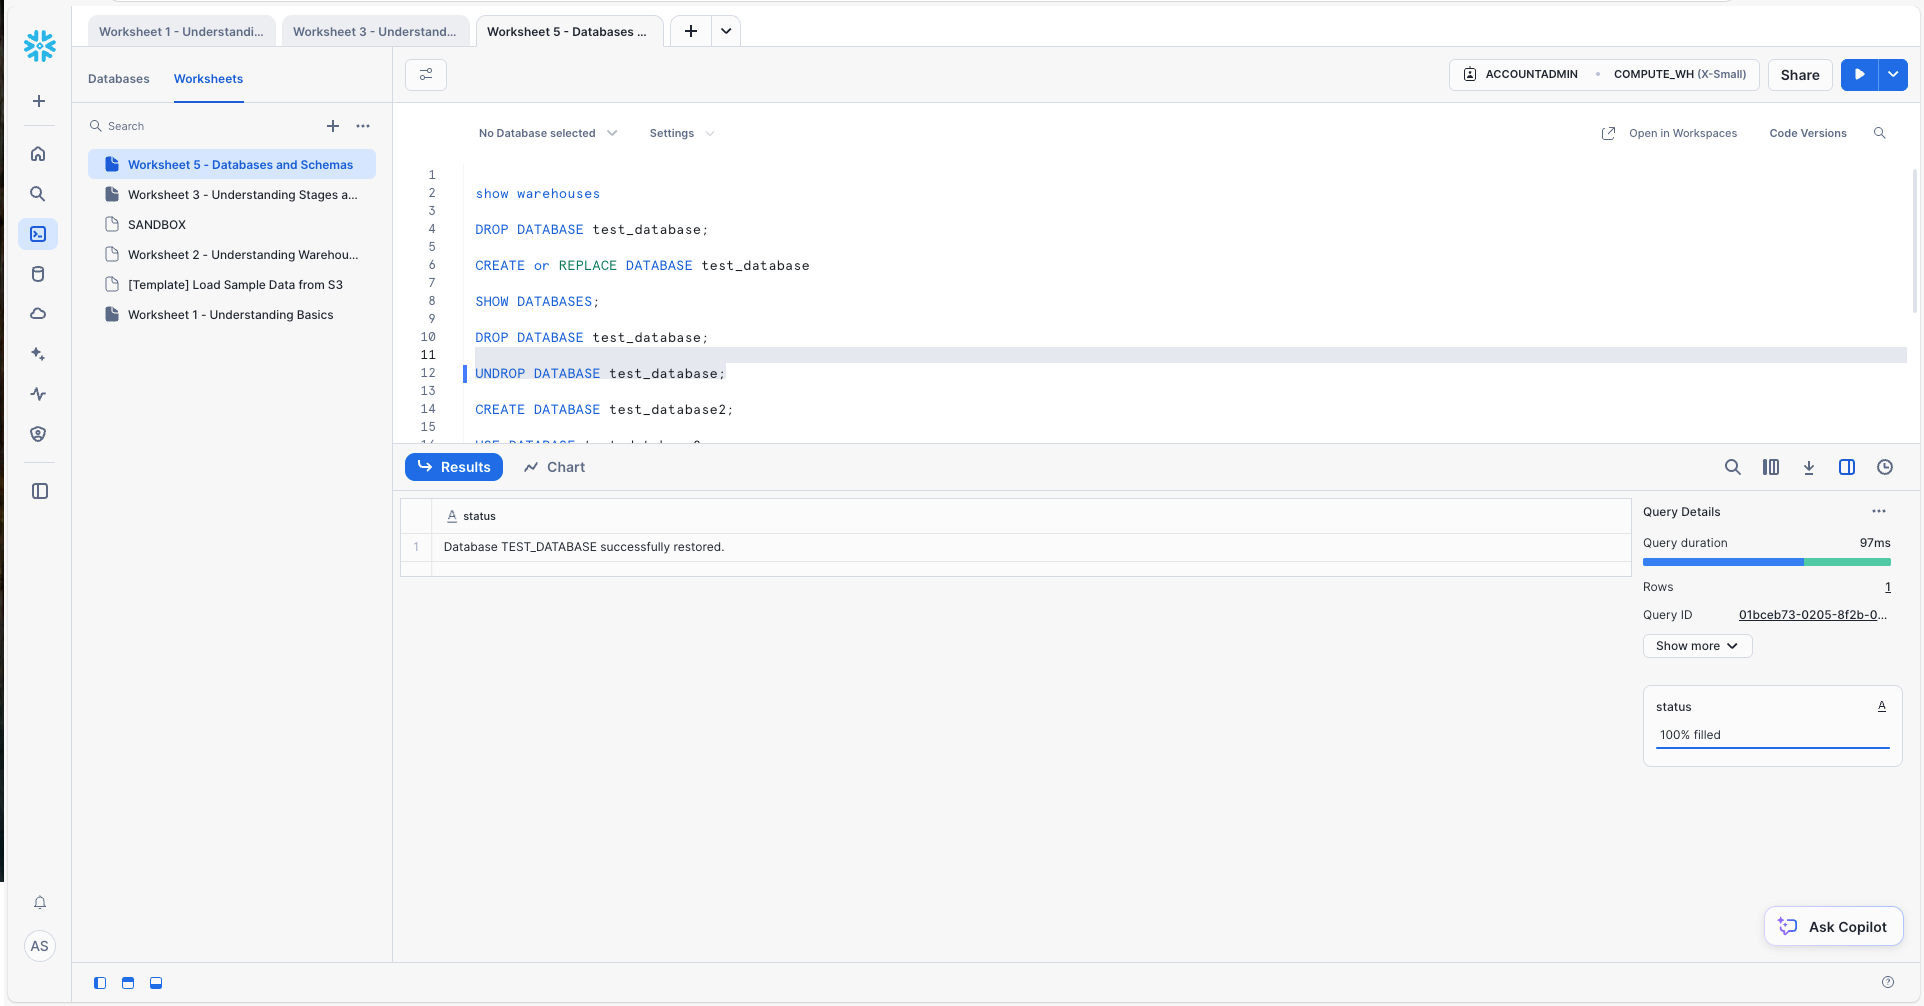 Worksheet 1 - Understandi...
Worksheet 3 - Understand...
Worksheet 5 - Databases ...
Databases
Worksheets
ACCOUNTADMIN
COMPUTE_WH (X-Small)
Share
Search
No Database selected
Settings
Open in Workspaces
Code Versions
Worksheet 5 - Databases and Schemas
Worksheet 3 - Understanding Stages a...
SANDBOX
Worksheet 2 - Understanding Warehou...
[Template] Load Sample Data from S3
Worksheet 1 - Understanding Basics
1
2 show warehouses
3
4 DROP DATABASE test_database;
5
6 CREATE or REPLACE DATABASE test_database
7
8 SHOW DATABASES;
9
10 DROP DATABASE test_database;
11
12 UNDROP DATABASE test_database;
13
14 CREATE DATABASE test_database2;
15
Results
Chart
A status
1 Database TEST_DATABASE successfully restored.
Query Details
Query duration 97ms
Rows 1
Query ID 01bceb73-0205-8f2b-0...
Show more
status A
100% filled
Ask Copilot
AS